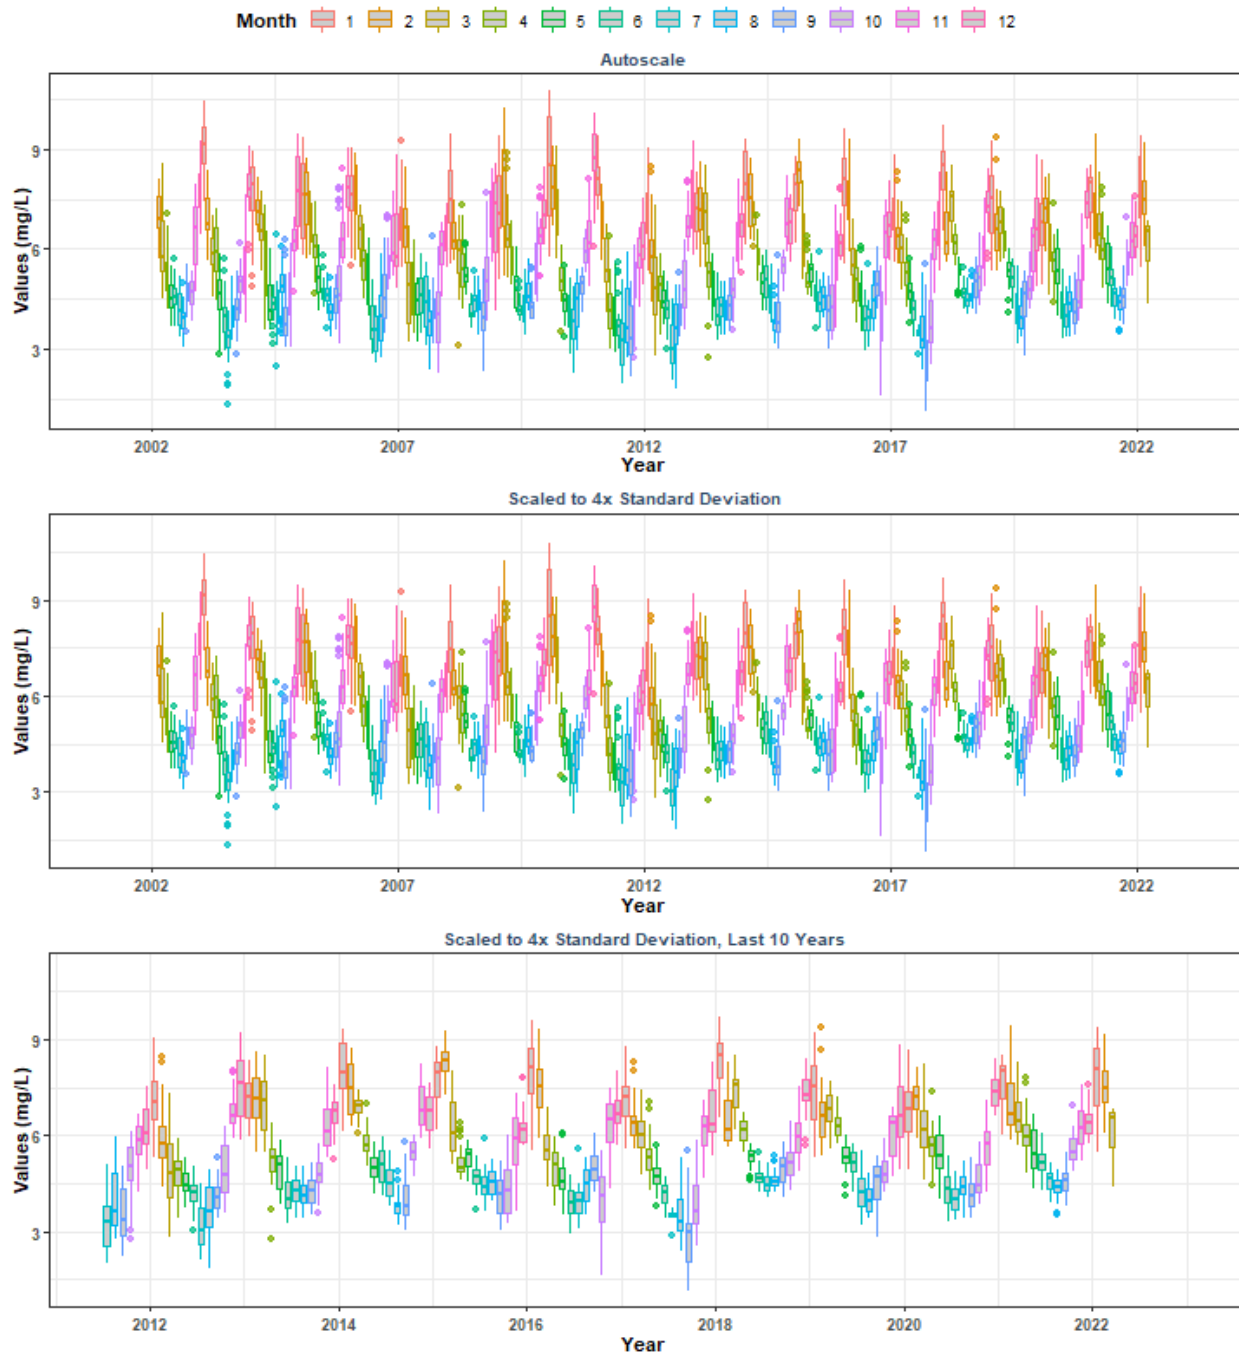 Month 1 2 3 4 5 6 7 8 9 10 11 12
Autoscale
Values (mg/L)
9
6
3
2002 2007 2012 2017 2022
Year
Scaled to 4x Standard Deviation
Values (mg/L)
9
6
3
2002 2007 2012 2017 2022
Year
Scaled to 4x Standard Deviation, Last 10 Years
Values (mg/L)
9
6
3
2012 2014 2016 2018 2020 2022
Year